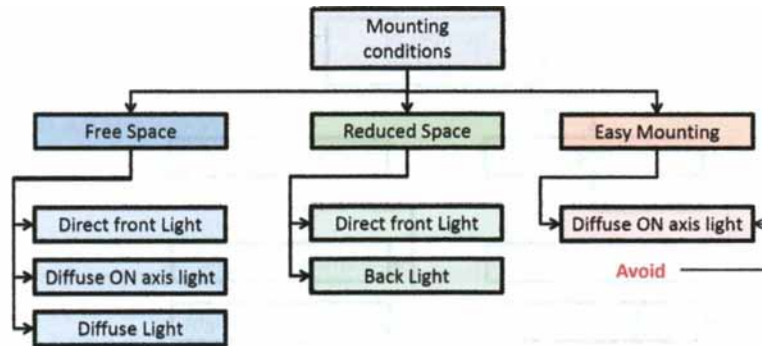 Mounting
conditions
Free Space
Reduced Space
Easy Mounting
Direct front Light
Direct front Light
Diffuse ON axis light
Diffuse ON axis light
Back Light
Avoid
Diffuse Light